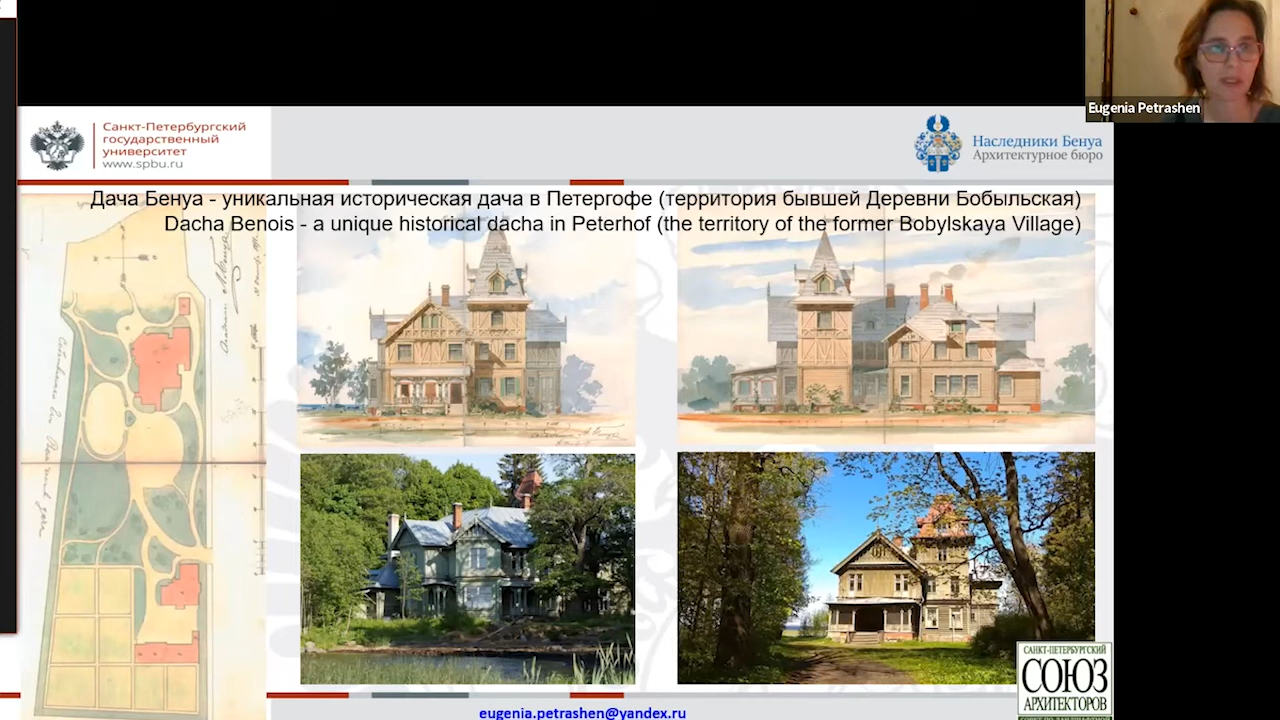 Eugenia Petrashen
Санкт-Петербургский
государственный
университет
www.spbu.ru
Наследники Бенуа
Архитектурное бюро
Дача Бенуа - уникальная историческая дача в Петергофе (территория бывшей Деревни Бобыльская)
Dacha Benois - a unique historical dacha in Peterhof (the territory of the former Bobylskaya Village)
САНКТ-ПЕТЕРБУРГСКИЙ
СОЮЗ
АРХИТЕКТОРОВ
eugenia.petrashen@yandex.ru